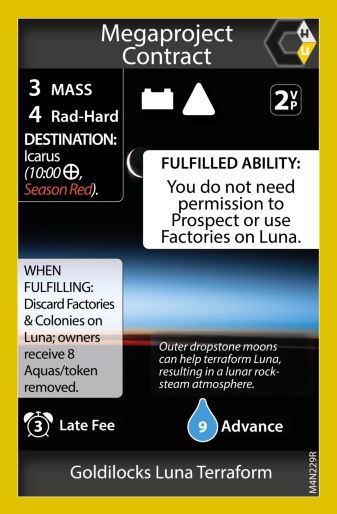 Megaproject
Contract
H
U
3 MASS
4 Rad-Hard
DESTINATION:
Icarus
(10:00 ⊕,
Season Red).
2 VP
FULFILLED ABILITY:
You do not need
permission to
Prospect or use
Factories on Luna.
WHEN
FULFILLING:
Discard Factories
& Colonies on
Luna; owners
receive 8
Aquas/token
removed.
Outer dropstone moons
can help terraform Luna,
resulting in a lunar rock-
steam atmosphere.
3 Late Fee
9 Advance
Goldilocks Luna Terraform
M4N229R